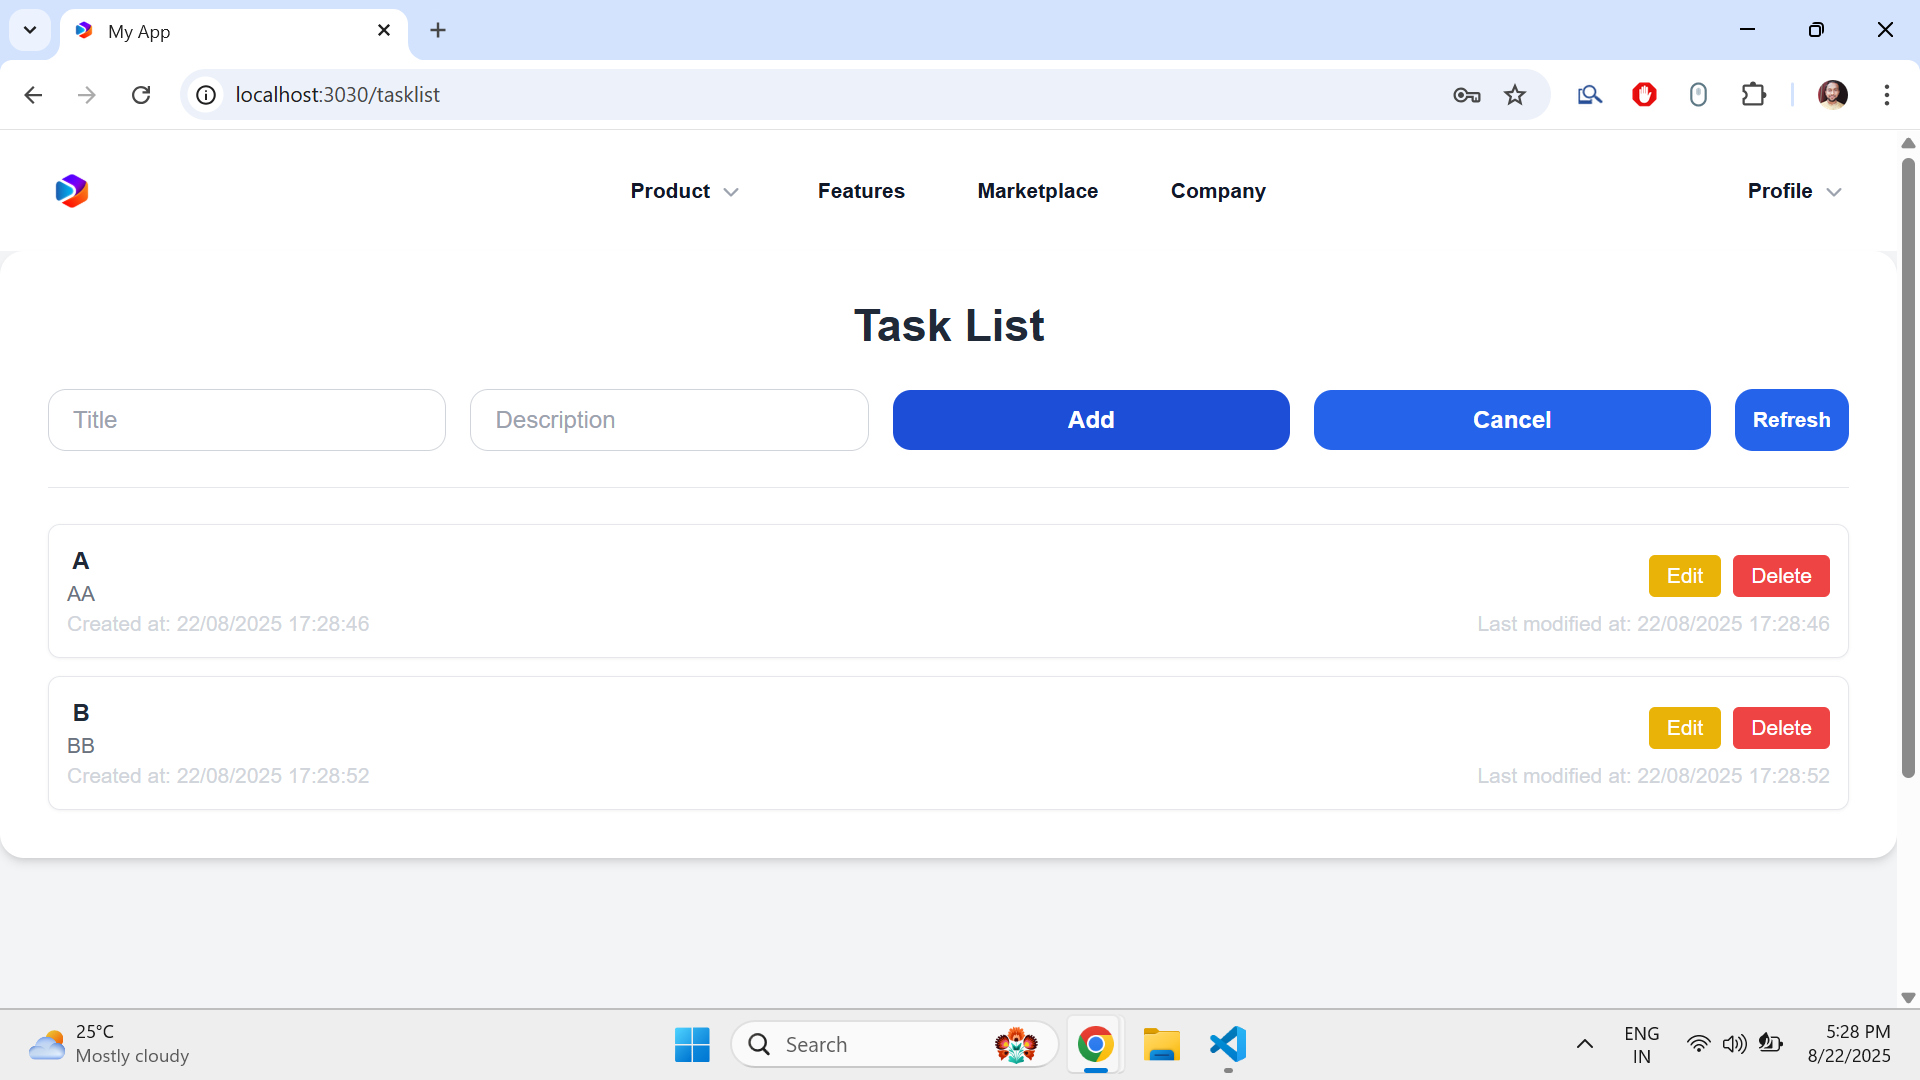 My App
localhost:3030/tasklist
Product Features Marketplace Company Profile
Task List
Title Description Add Cancel Refresh
A
AA
Edit Delete
Created at: 22/08/2025 17:28:46 Last modified at: 22/08/2025 17:28:46
B
BB
Edit Delete
Created at: 22/08/2025 17:28:52 Last modified at: 22/08/2025 17:28:52
25°C
Mostly cloudy
Search
ENG
IN
5:28 PM
8/22/2025